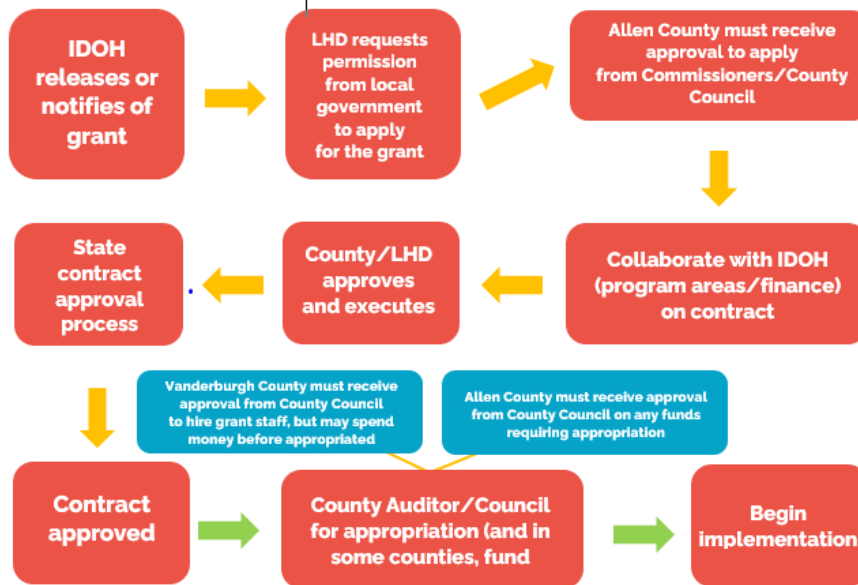 IDOH
releases or
notifies of
grant
LHD requests
permission
from local
government
to apply
for the grant
Allen County must receive
approval to apply
from Commissioners/County
Council
State
contract
approval
process
County/LHD
approves
and executes
Collaborate with IDOH
(program areas/finance)
on contract
Vanderburgh County must receive
approval from County Council
to hire grant staff, but may spend
money before appropriated
Allen County must receive approval
from County Council on any funds
requiring appropriation
Contract
approved
County Auditor/Council
for appropriation (and in
some counties, fund
Begin
implementation